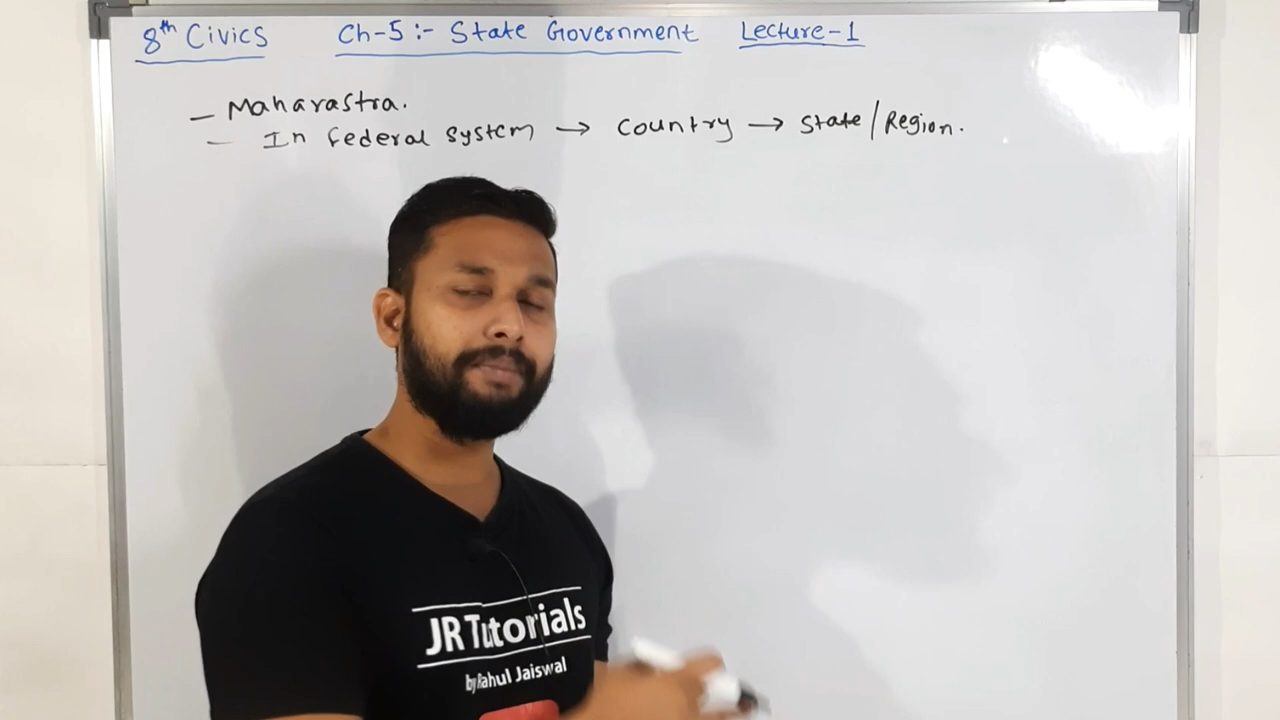 8th Civics Ch-5:- State Government Lecture-1
- Maharastra.
- In federal system → country → state/Region.
JR Tutorials
by Rahul Jaiswal